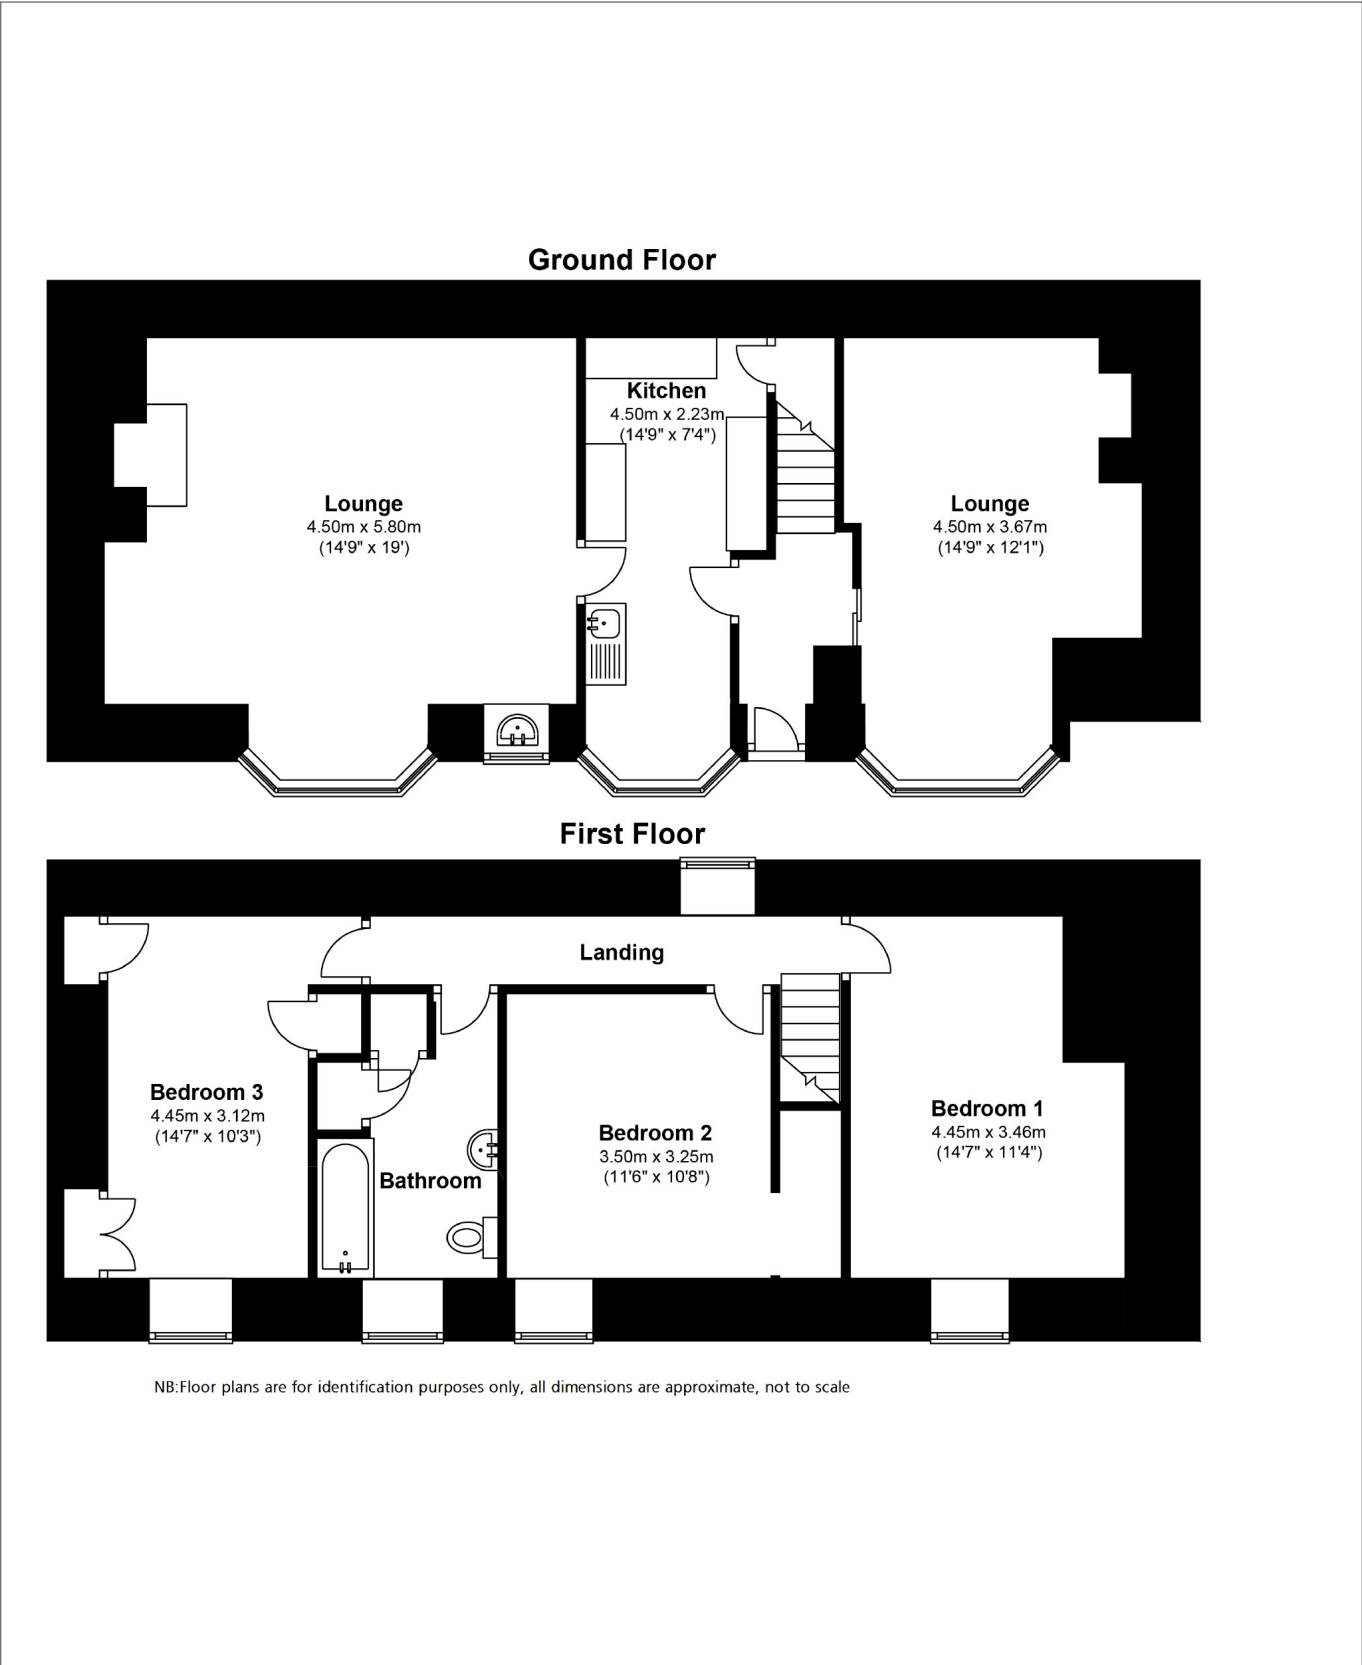 Ground Floor
Kitchen
4.50m x 2.23m
(14'9" x 7'4")
Lounge
4.50m x 5.80m
(14'9" x 19')
Lounge
4.50m x 3.67m
(14'9" x 12'1")
First Floor
Landing
Bedroom 3
4.45m x 3.12m
(14'7" x 10'3")
Bathroom
Bedroom 2
3.50m x 3.25m
(11'6" x 10'8")
Bedroom 1
4.45m x 3.46m
(14'7" x 11'4")
NB:Floor plans are for identification purposes only, all dimensions are approximate, not to scale